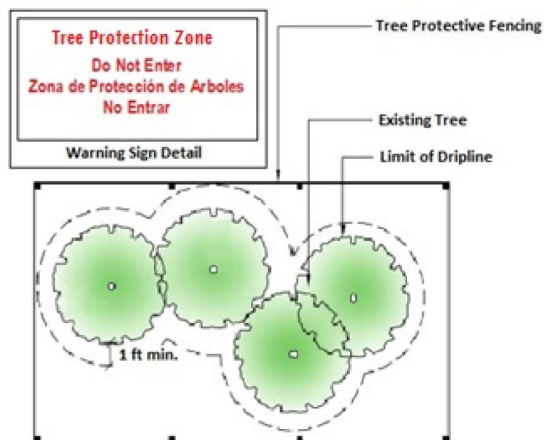 Tree Protection Zone
Do Not Enter
Zona de Protección de Arboles
No Entrar
Warning Sign Detail
Tree Protective Fencing
Existing Tree
Limit of Dripline
1 ft min.